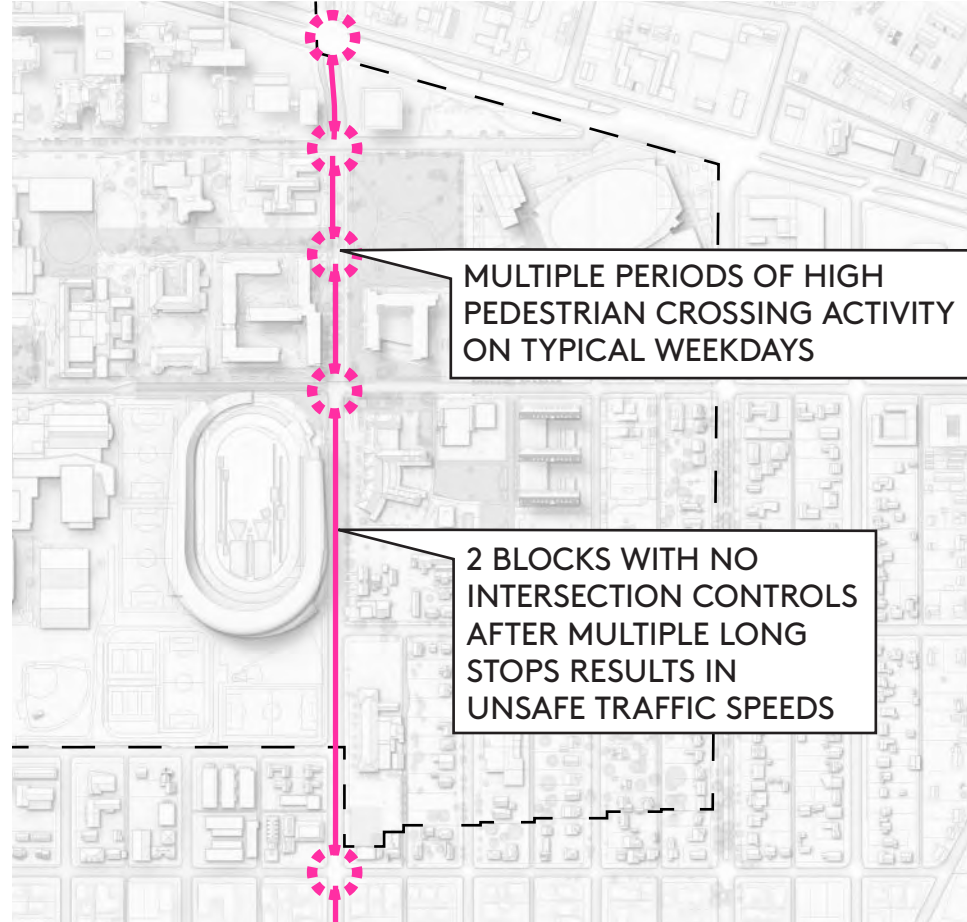 MULTIPLE PERIODS OF HIGH
PEDESTRIAN CROSSING ACTIVITY
ON TYPICAL WEEKDAYS
2 BLOCKS WITH NO
INTERSECTION CONTROLS
AFTER MULTIPLE LONG
STOPS RESULTS IN
UNSAFE TRAFFIC SPEEDS